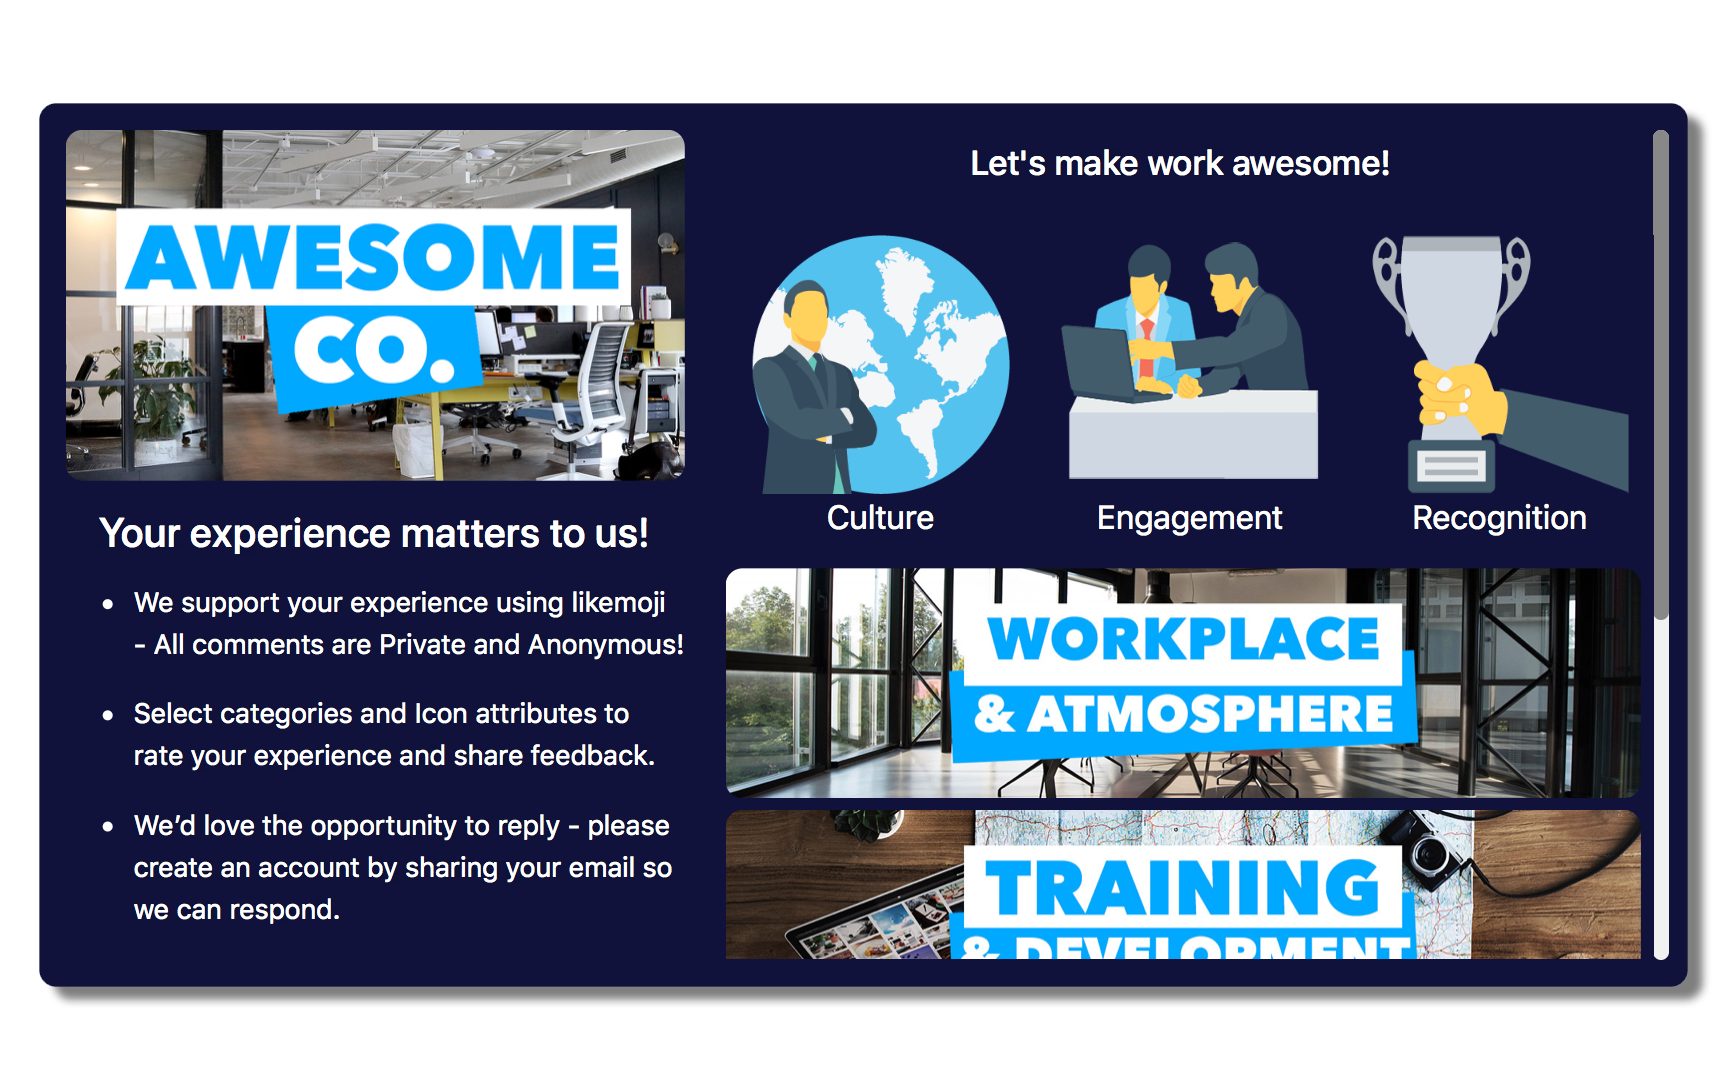 AWESOME
CO.
Your experience matters to us!
• We support your experience using likemoji
- All comments are Private and Anonymous!
• Select categories and Icon attributes to
rate your experience and share feedback.
• We’d love the opportunity to reply - please
create an account by sharing your email so
we can respond.
Let's make work awesome!
Culture
Engagement
Recognition
WORKPLACE
& ATMOSPHERE
TRAINING
& DEVELOPMENT